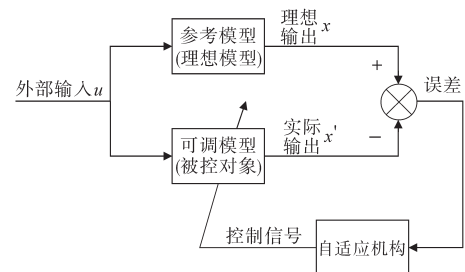 参考模型
(理想模型)
理想
输出x
+
误差
外部输入u
可调模型
(被控对象)
实际
输出x'
−
控制信号
自适应机构